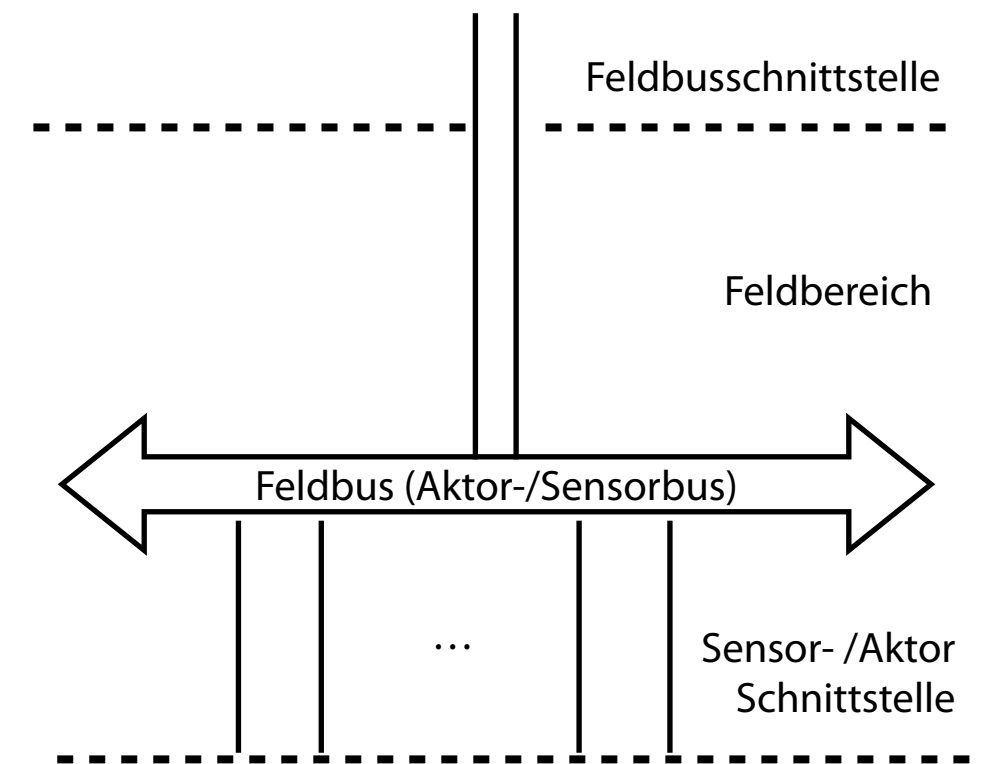 Feldbusschnittstelle
Feldbereich
Feldbus (Aktor-/Sensorbus)
...
Sensor- /Aktor
Schnittstelle